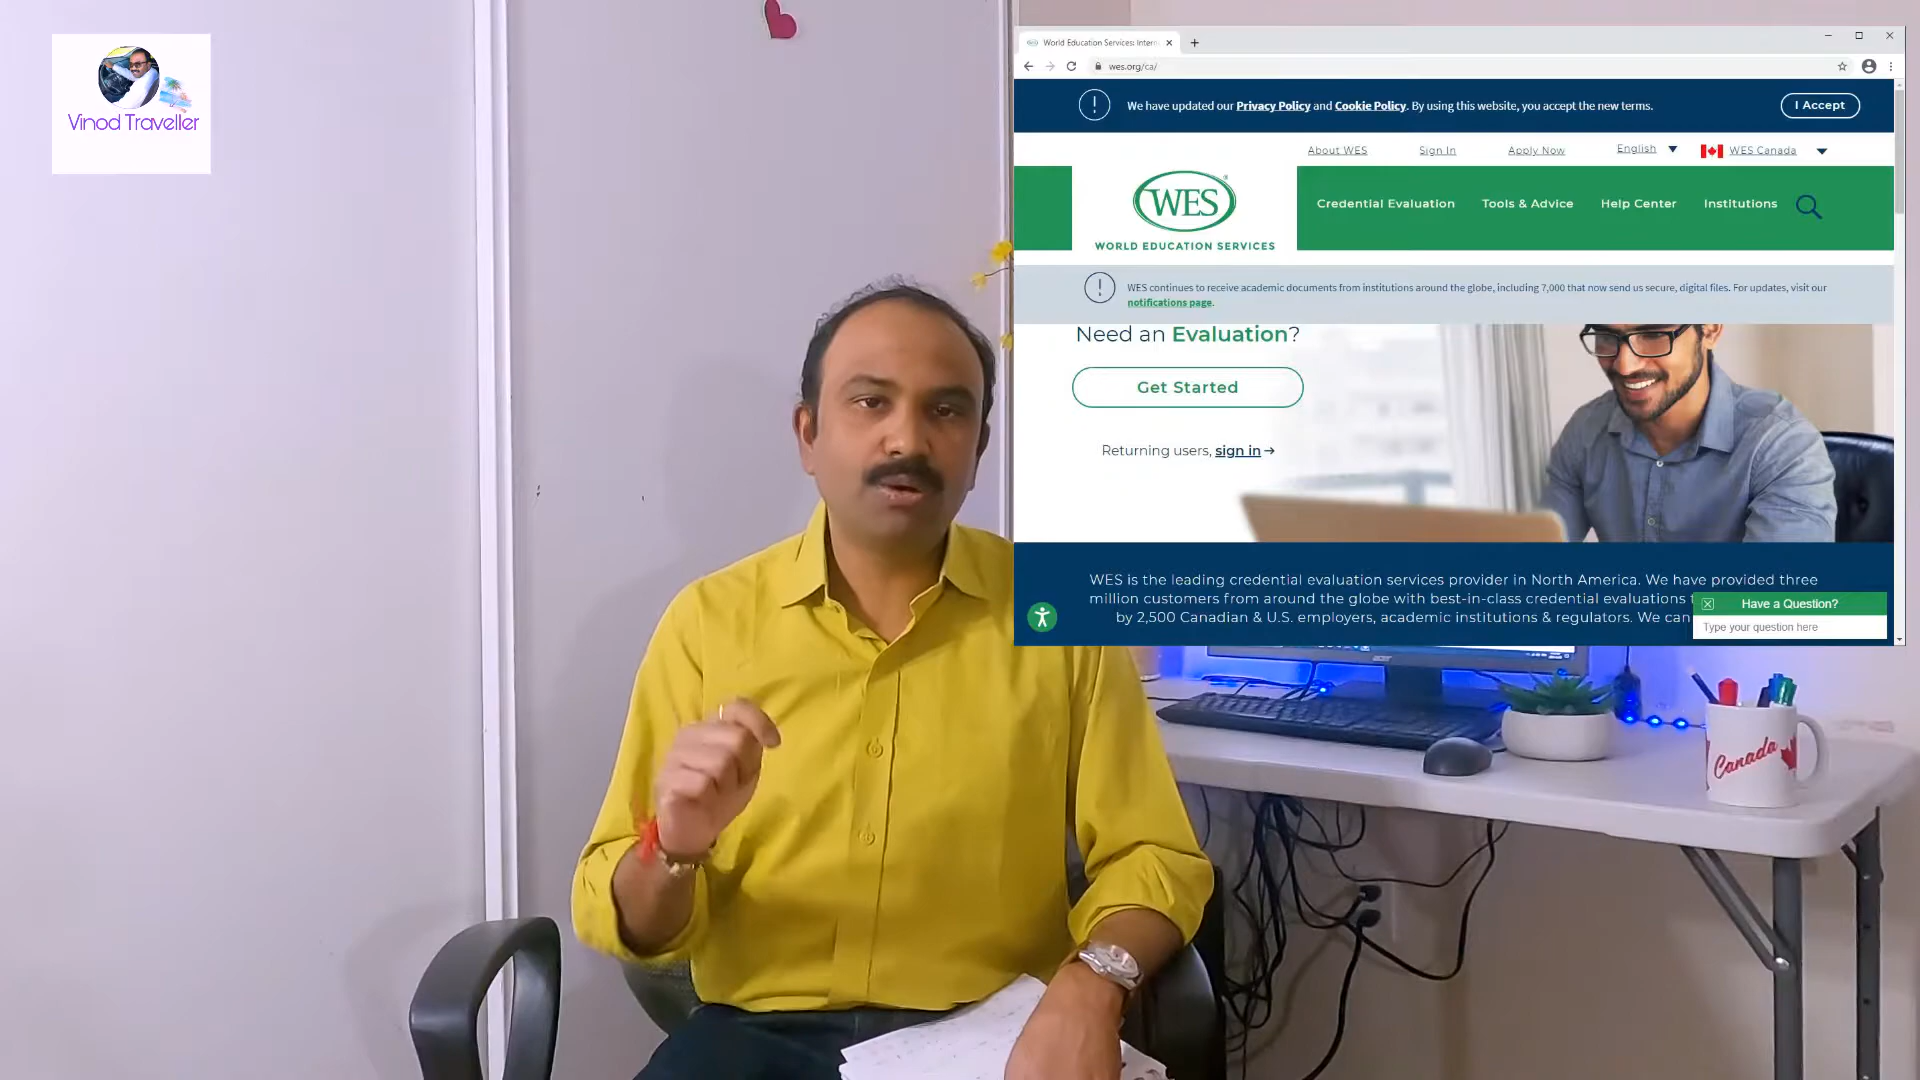 Vinod Traveller
wes.org/ca/
We have updated our Privacy Policy and Cookie Policy. By using this website, you accept the new terms.
I Accept
About WES
Sign In
Apply Now
English
WES Canada
WES
WORLD EDUCATION SERVICES
Credential Evaluation
Tools & Advice
Help Center
Institutions
WES continues to receive academic documents from institutions around the globe, including 7,000 that now send us secure, digital files. For updates, visit our
notifications page.
Need an Evaluation?
Get Started
Returning users, sign in →
WES is the leading credential evaluation services provider in North America. We have provided three
million customers from around the globe with best-in-class credential evaluations
by 2,500 Canadian & U.S. employers, academic institutions & regulators. We can
Have a Question?
Type your question here
acer
Canada